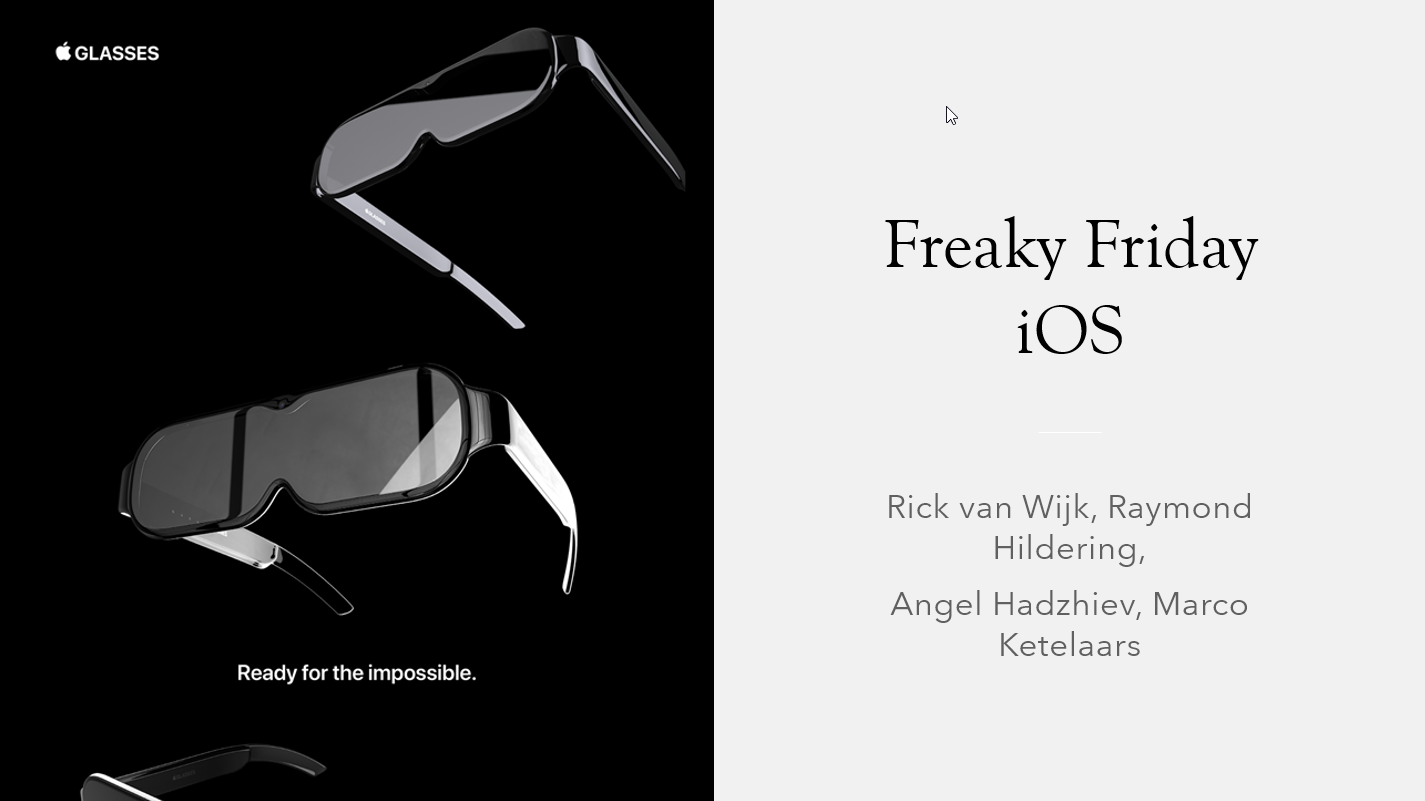 GLASSES
Ready for the impossible.
Freaky Friday
iOS
Rick van Wijk, Raymond
Hildering,
Angel Hadzhiev, Marco
Ketelaars